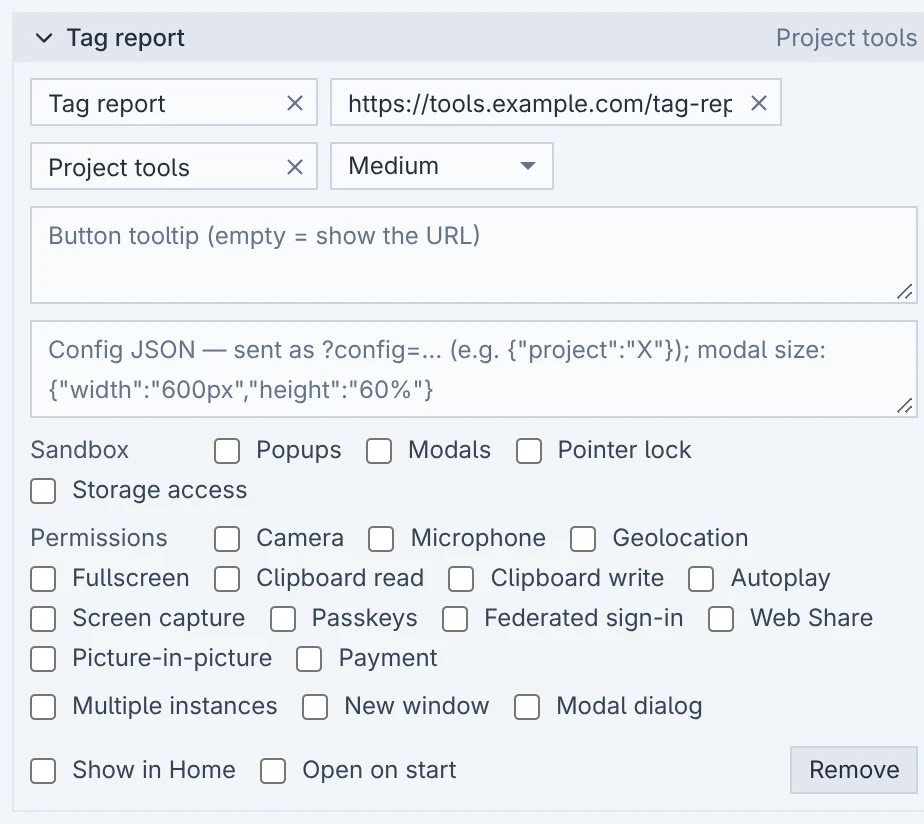 Tag report Project tools
Tag report https://tools.example.com/tag-rep
Project tools Medium
Button tooltip (empty = show the URL)
Config JSON — sent as ?config=... (e.g. {"project":"X"}); modal size:
{"width":"600px","height":"60%"}
Sandbox Popups Modals Pointer lock
Storage access
Permissions Camera Microphone Geolocation
Fullscreen Clipboard read Clipboard write Autoplay
Screen capture Passkeys Federated sign-in Web Share
Picture-in-picture Payment
Multiple instances New window Modal dialog
Show in Home Open on start Remove